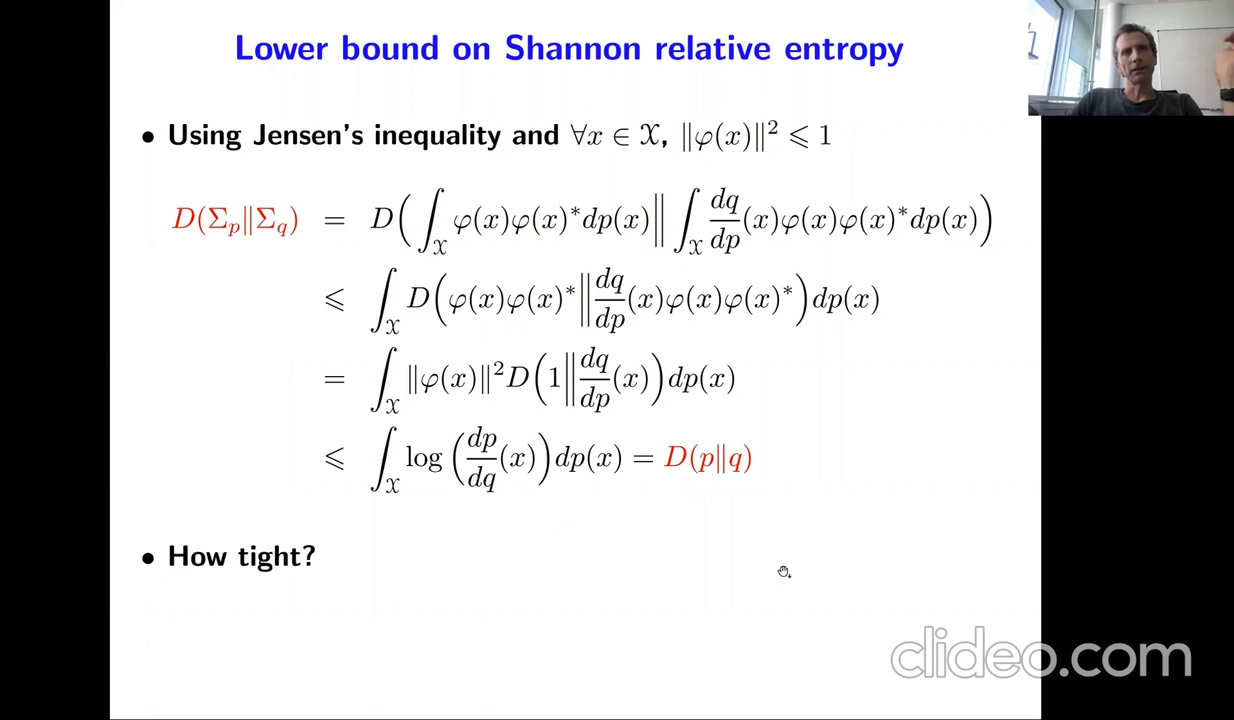 Lower bound on Shannon relative entropy
• Using Jensen's inequality and ∀x ∈ 𝒳, ‖φ(x)‖² ⩽ 1
D(Σ_p‖Σ_q) = D(∫_𝒳 φ(x)φ(x)*dp(x)‖∫_𝒳 dq/dp(x)φ(x)φ(x)*dp(x))
⩽ ∫_𝒳 D(φ(x)φ(x)*‖dq/dp(x)φ(x)φ(x)*)dp(x)
= ∫_𝒳 ‖φ(x)‖²D(1‖dq/dp(x))dp(x)
⩽ ∫_𝒳 log(dp/dq(x))dp(x) = D(p‖q)
• How tight?
clideo.com